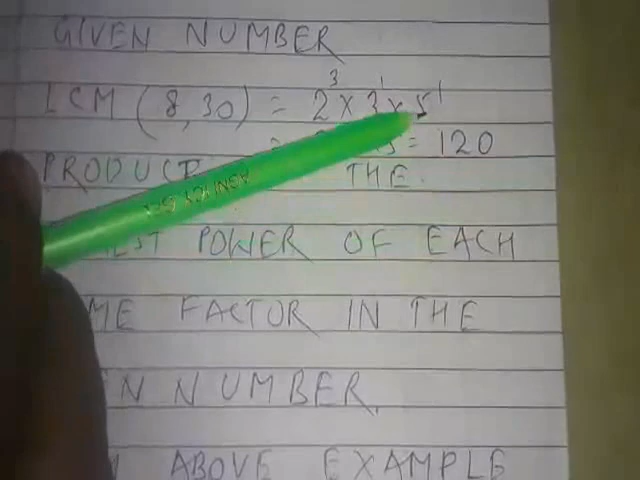 GIVEN NUMBER
LCM (8,30) = 2³ × 3¹ × 5¹
= 120
PRODUCT THE
POWER OF EACH
FACTOR IN THE
NUMBER
ABOVE EXAMPLE